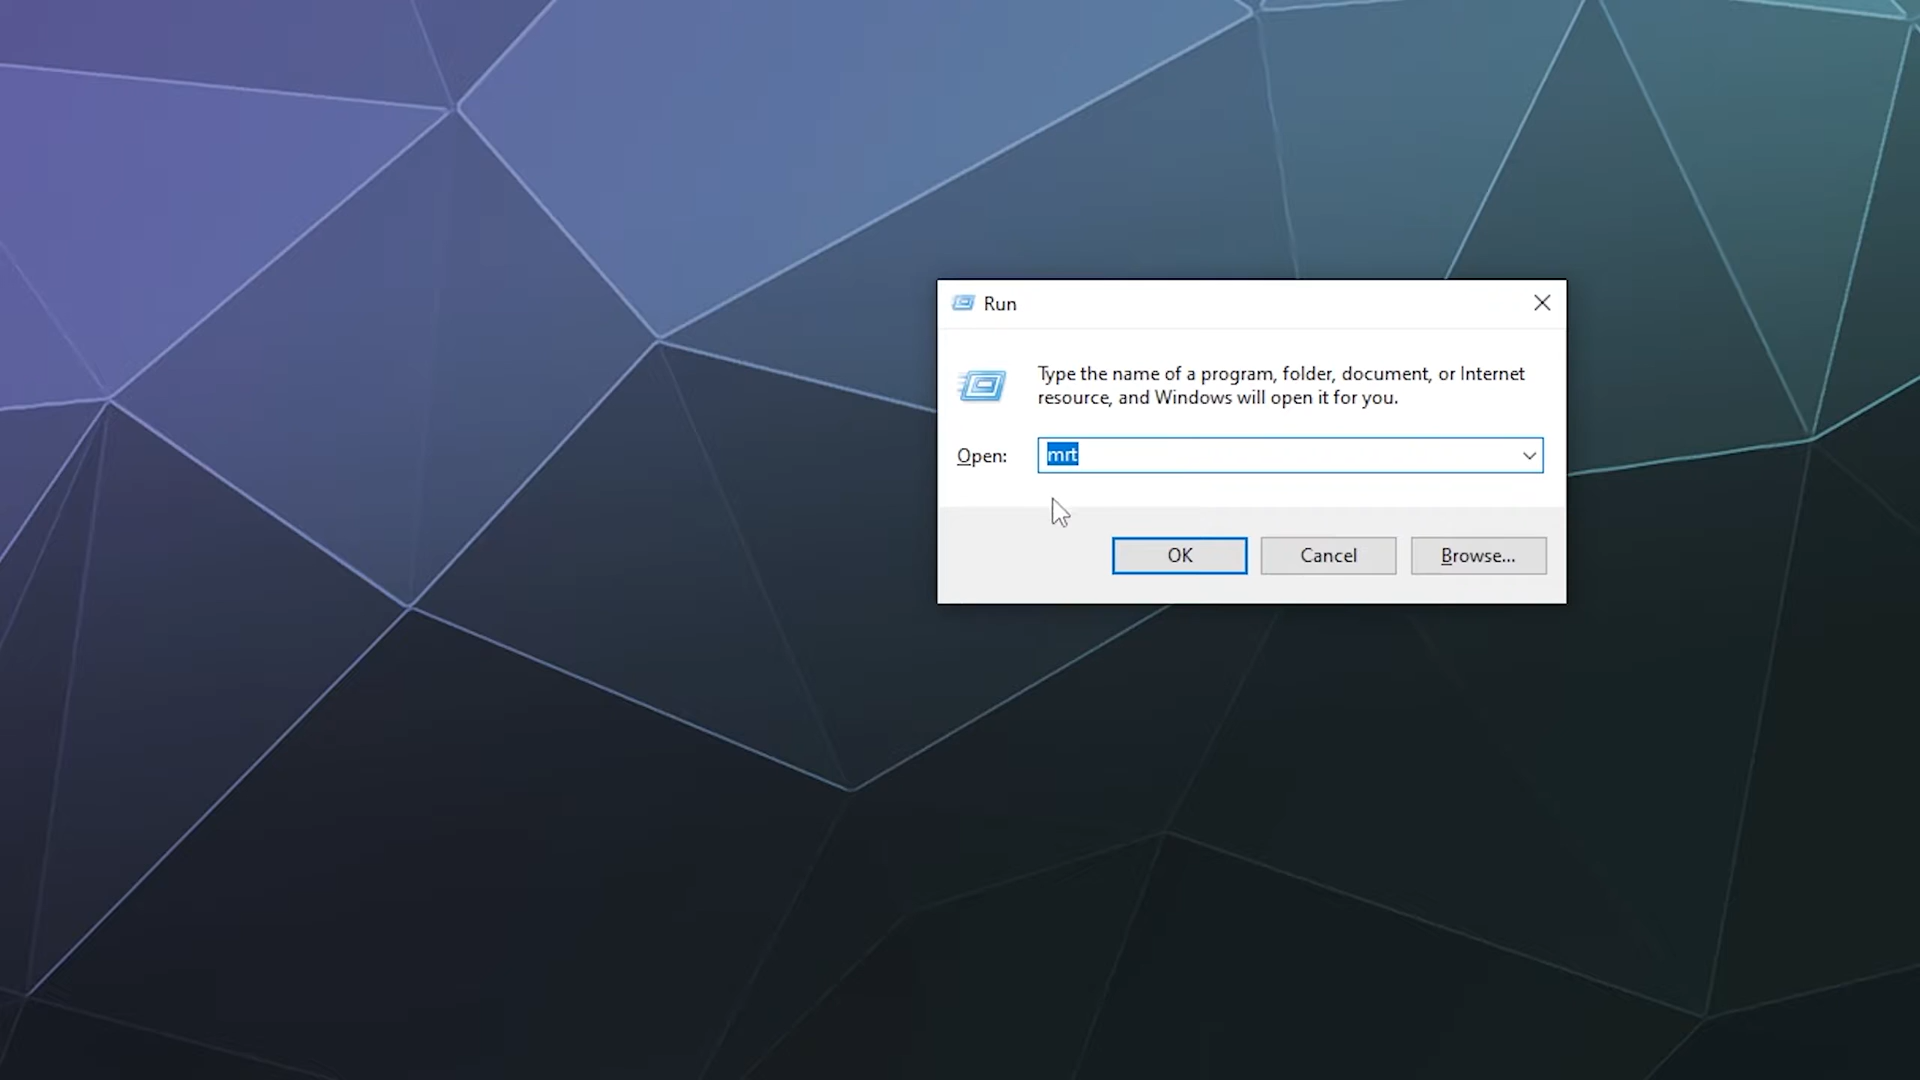 Run
Type the name of a program, folder, document, or Internet
resource, and Windows will open it for you.
Open: mrt
OK Cancel Browse...